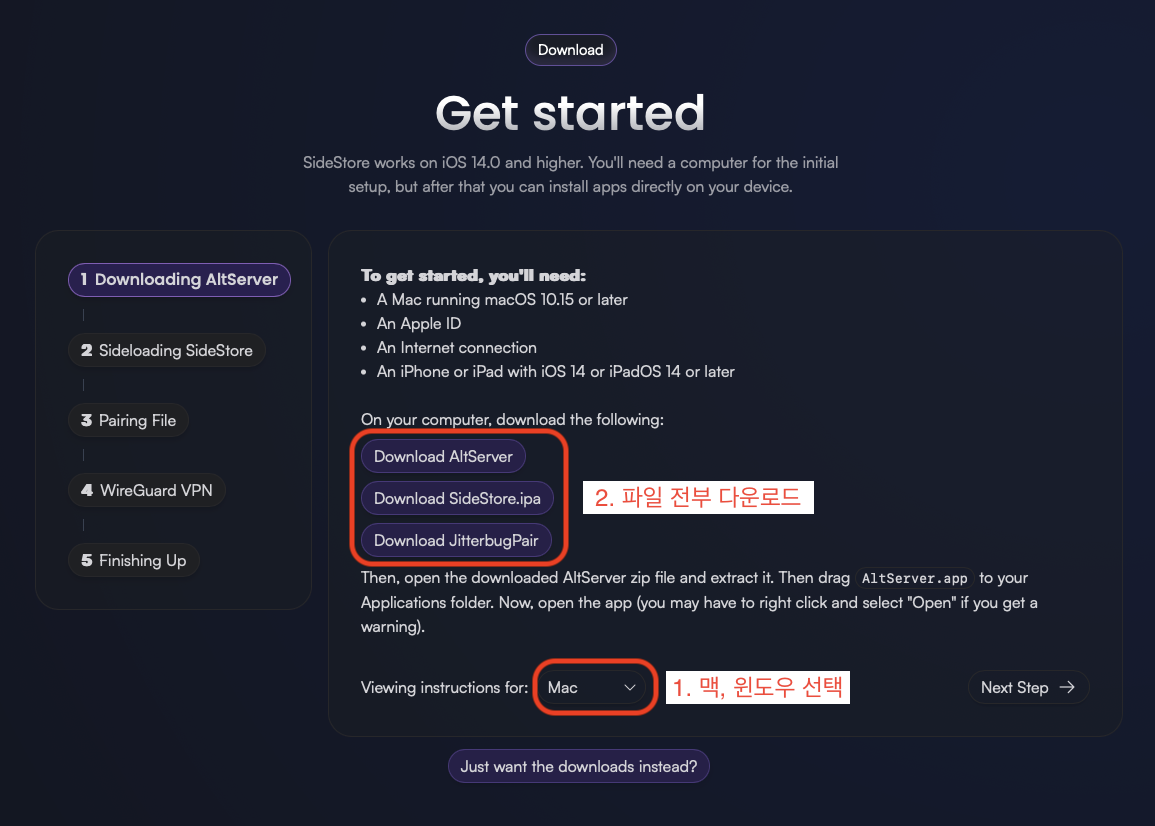 Download
Get started
SideStore works on iOS 14.0 and higher. You'll need a computer for the initial
setup, but after that you can install apps directly on your device.
1 Downloading AltServer
2 Sideloading SideStore
3 Pairing File
4 WireGuard VPN
5 Finishing Up
To get started, you'll need:
• A Mac running macOS 10.15 or later
• An Apple ID
• An Internet connection
• An iPhone or iPad with iOS 14 or iPadOS 14 or later
On your computer, download the following:
Download AltServer
Download SideStore.ipa
2. 파일 전부 다운로드
Download JitterbugPair
Then, open the downloaded AltServer zip file and extract it. Then drag AltServer.app to your
Applications folder. Now, open the app (you may have to right click and select "Open" if you get a
warning).
Viewing instructions for: Mac
1. 맥, 윈도우 선택
Next Step →
Just want the downloads instead?